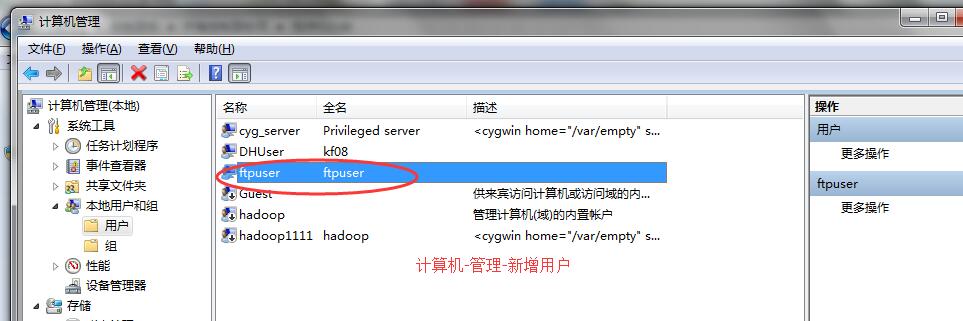 计算机管理
文件(F) 操作(A) 查看(V) 帮助(H)
计算机管理(本地)
系统工具
任务计划程序
事件查看器
共享文件夹
本地用户和组
用户
组
性能
设备管理器
存储
名称 全名 描述
cyg_server Privileged server <cygwin home="/var/empty" s...
DHUser kf08
ftpuser ftpuser
Guest 供来宾访问计算机或访问域的内...
hadoop 管理计算机(域)的内置帐户
hadoop1111 hadoop <cygwin home="/var/empty" s...
计算机-管理-新增用户
操作
用户
更多操作
ftpuser
更多操作